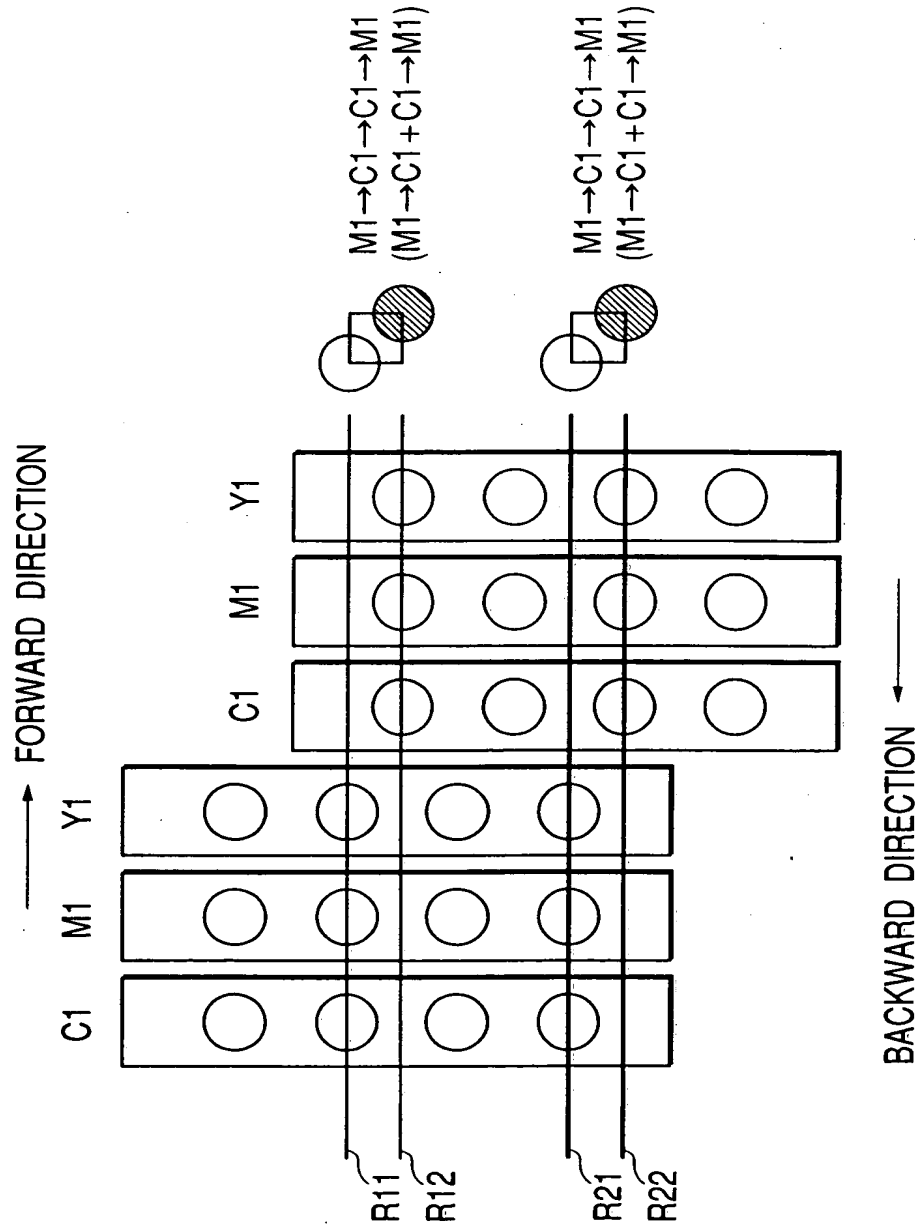 FORWARD DIRECTION
C1 M1 Y1
C1 M1 Y1
M1→C1→C1→M1
(M1→C1+C1→M1)
M1→C1→C1→M1
(M1→C1+C1→M1)
R11
R12
R21
R22
BACKWARD DIRECTION